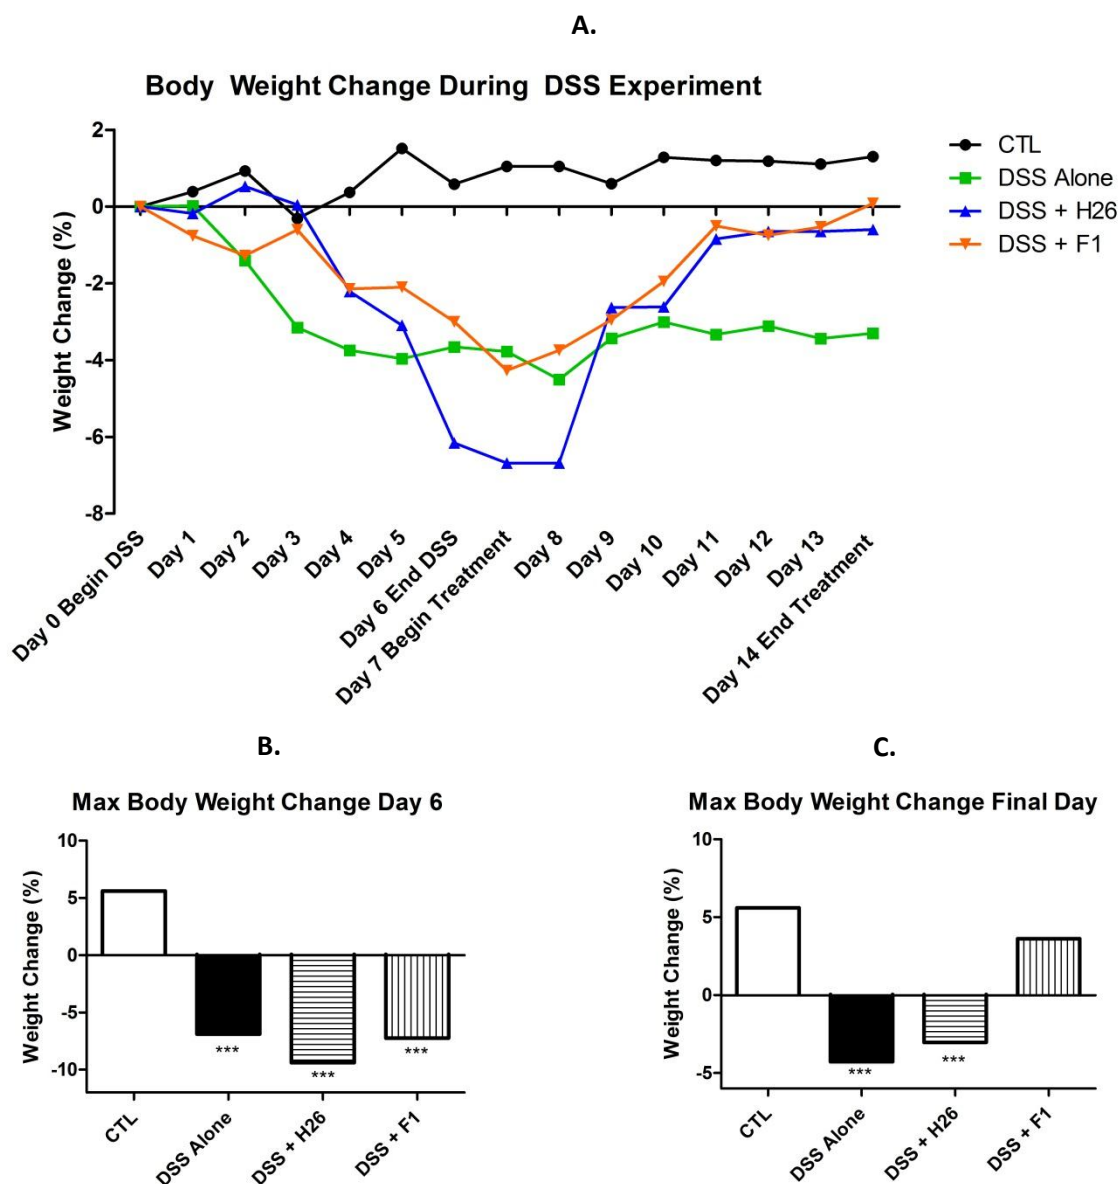 A.
Body Weight Change During DSS Experiment
CTL
DSS Alone
DSS + H26
DSS + F1
Weight Change (%)
2
0
-2
-4
-6
-8
Day 0 Begin DSS
Day 1
Day 2
Day 3
Day 4
Day 5
Day 6 End DSS
Day 7 Begin Treatment
Day 8
Day 9
Day 10
Day 11
Day 12
Day 13
Day 14 End Treatment
B.
Max Body Weight Change Day 6
Weight Change (%)
10
5
0
-5
-10
***
***
***
CTL
DSS Alone
DSS + H26
DSS + F1
C.
Max Body Weight Change Final Day
Weight Change (%)
10
5
0
-5
***
***
CTL
DSS Alone
DSS + H26
DSS + F1